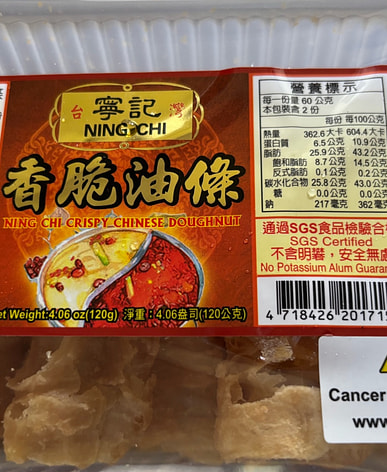 寧記
台灣
NING CHI
香脆油條
NING CHI CRISPY CHINESE DOUGHNUT
et Weight:4.06 oz(120g) 淨重:4.06盎司(120公克)
營養標示
每一份量 60 公克
本包裝含 2 份
每份 每100公克
熱量 362.6 大卡 604.4 大卡
蛋白質 6.5公克 10.9公克
脂肪 25.9公克 43.2公克
飽和脂肪 8.7公克 14.5公克
反式脂肪 0.1公克 0.2公克
碳水化合物 25.8公克 43.0公克
糖 0.0公克 0.0公克
鈉 217毫克 362毫克
通過SGS食品檢驗合格
SGS Certified
不含明礬,安全無慮
No Potassium Alum Guaran
4 718426 201715
Cancer
www.